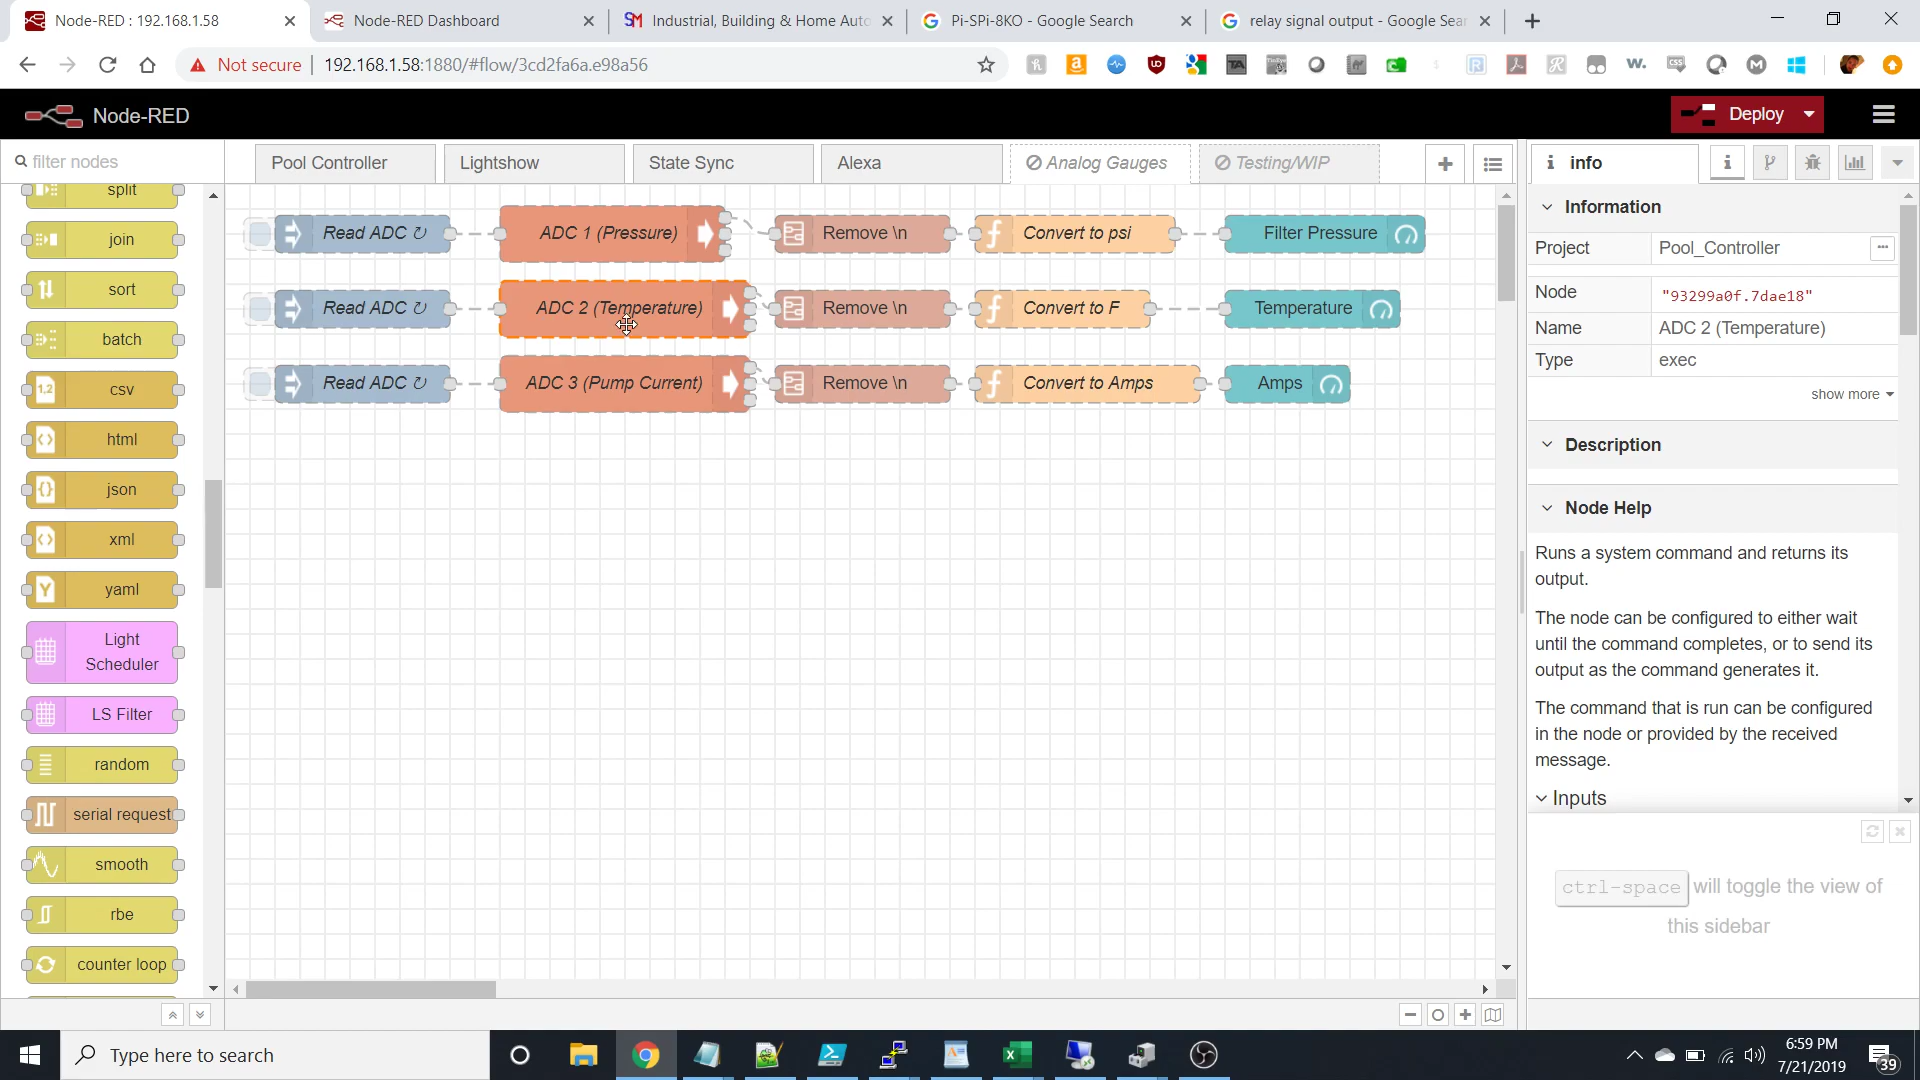 Node-RED : 192.168.1.58
Node-RED Dashboard
Industrial, Building & Home Auto
Pi-SPi-8KO - Google Search
relay signal output - Google Sear
Not secure
192.168.1.58:1880/#flow/3cd2fa6a.e98a56
Node-RED
Deploy
filter nodes
Pool Controller
Lightshow
State Sync
Alexa
Analog Gauges
Testing/WIP
info
split
join
sort
batch
csv
html
json
xml
yaml
Light
Scheduler
LS Filter
random
serial request
smooth
rbe
counter loop
Read ADC ↻
ADC 1 (Pressure)
Remove \n
Convert to psi
Filter Pressure
Read ADC ↻
ADC 2 (Temperature)
Remove \n
Convert to F
Temperature
Read ADC ↻
ADC 3 (Pump Current)
Remove \n
Convert to Amps
Amps
Information
Project Pool_Controller
Node "93299a0f.7dae18"
Name ADC 2 (Temperature)
Type exec
show more
Description
Node Help
Runs a system command and returns its
output.
The node can be configured to either wait
until the command completes, or to send its
output as the command generates it.
The command that is run can be configured
in the node or provided by the received
message.
Inputs
ctrl-space will toggle the view of
this sidebar
Type here to search
6:59 PM
7/21/2019
39